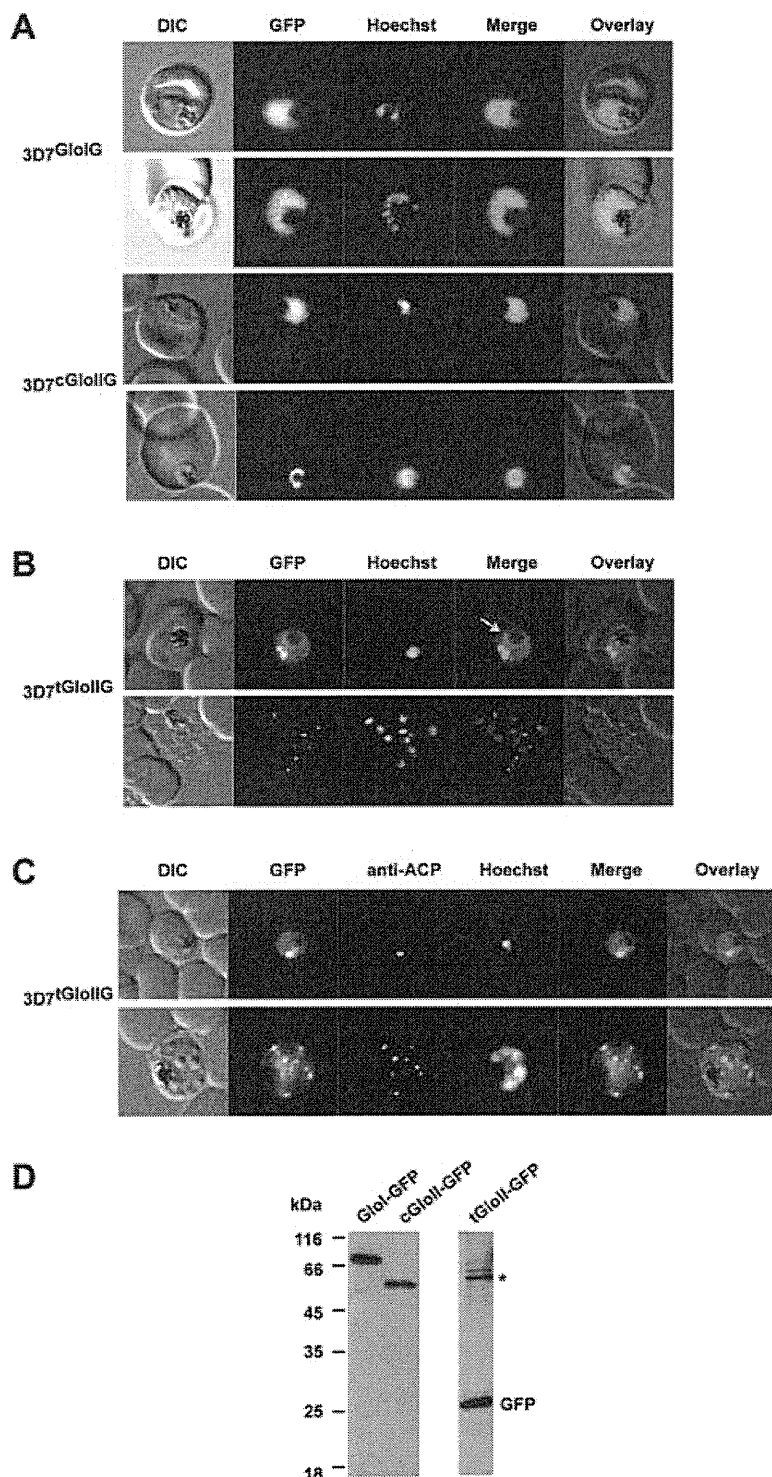 A
DIC GFP Hoechst Merge Overlay
3D7GloIG
3D7cGloIIG
B
DIC GFP Hoechst Merge Overlay
3D7tGloIIG
C
DIC GFP anti-ACP Hoechst Merge Overlay
3D7tGloIIG
D
kDa GloI-GFP cGloII-GFP tGloII-GFP
116
66
*
45
35
25 GFP
18